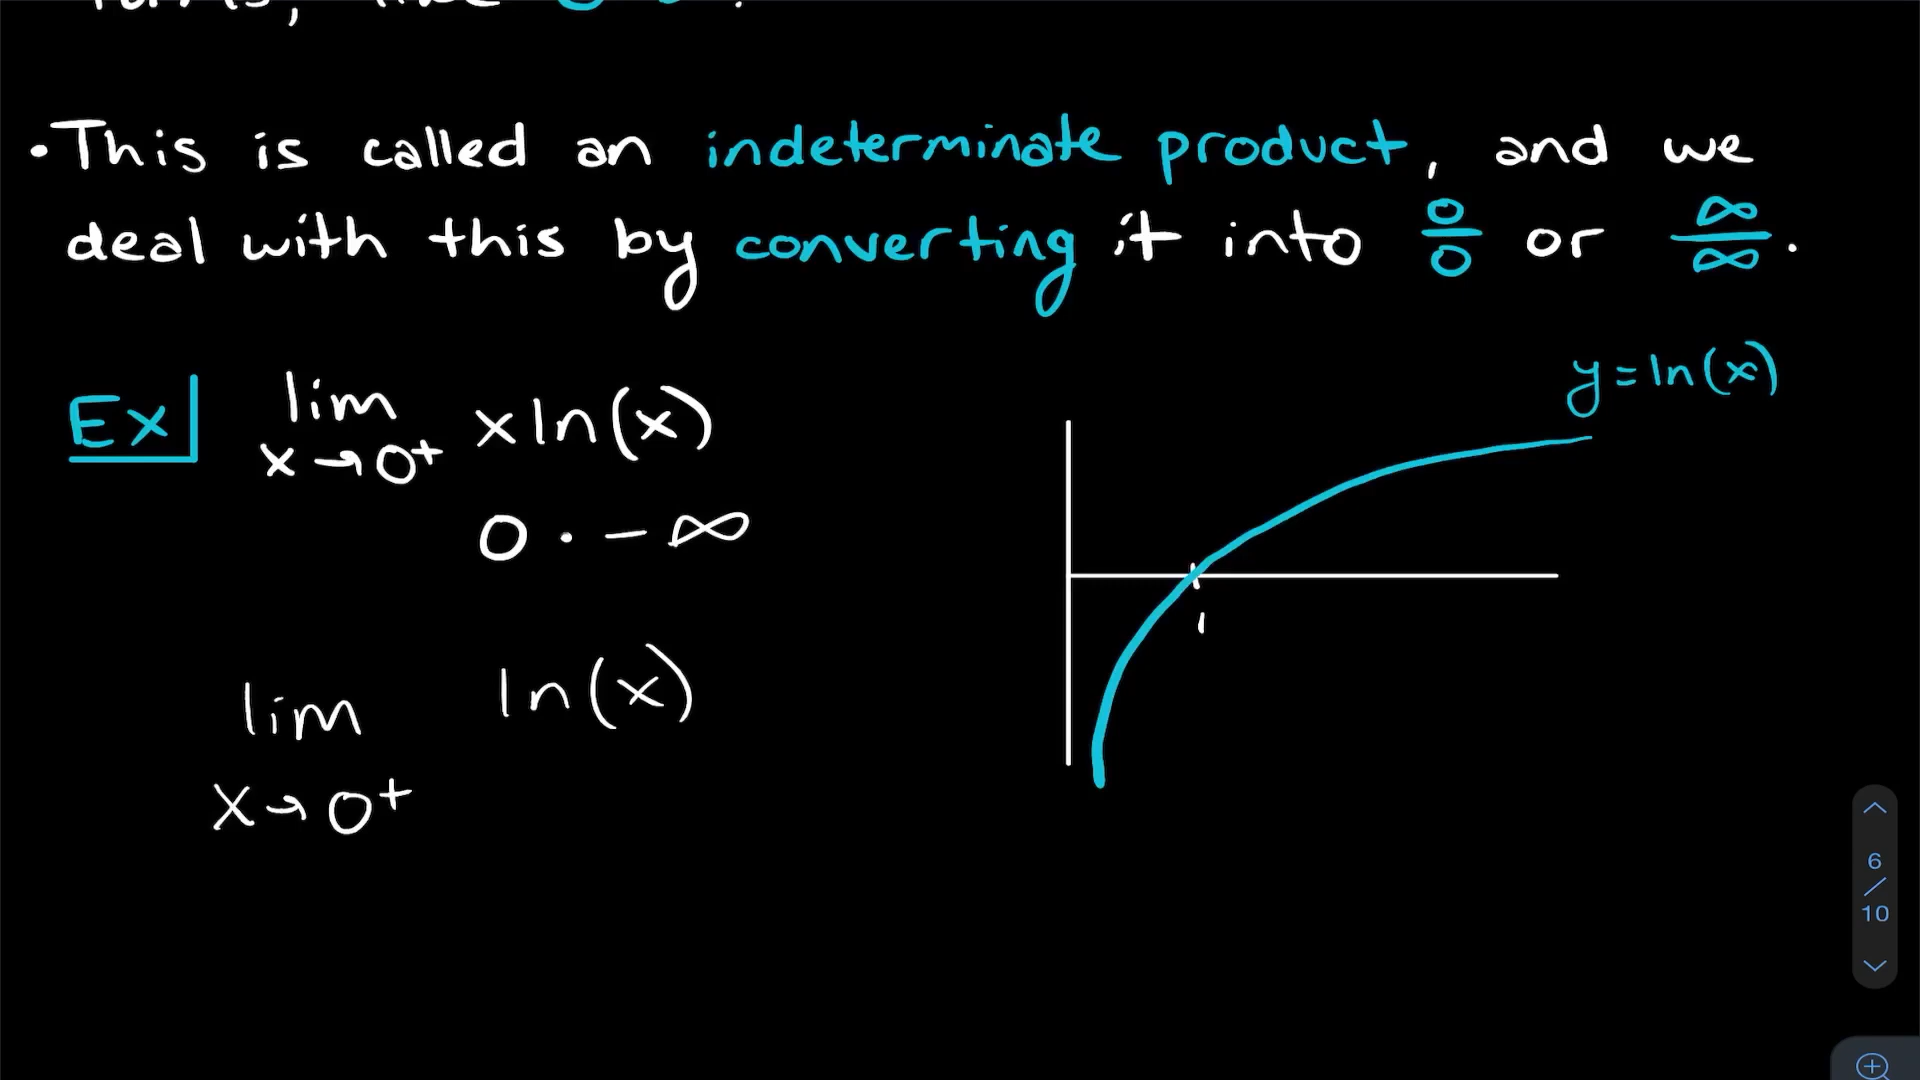 • This is called an indeterminate product, and we
deal with this by converting it into 0/0 or ∞/∞.
y = ln(x)
Ex
lim x→0⁺ x ln(x)
0 · -∞
1
lim x→0⁺ ln(x)
6
/
10